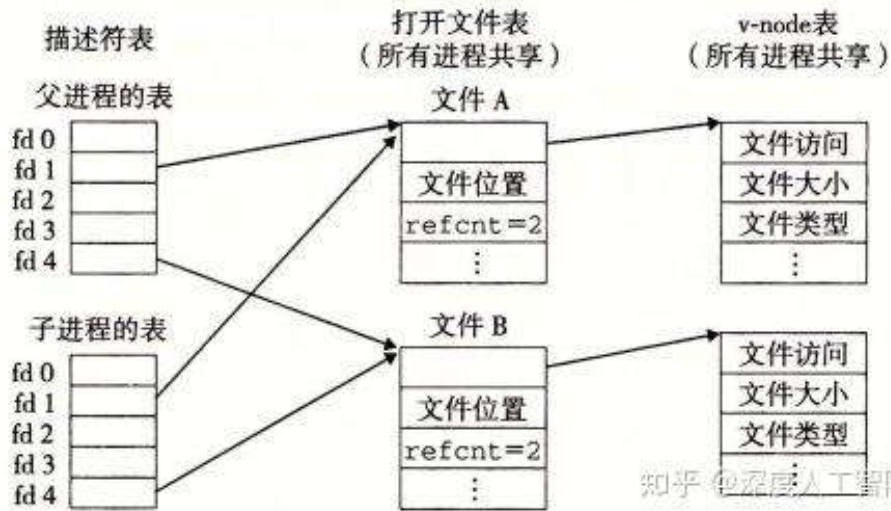 描述符表
打开文件表
(所有进程共享)
v-node表
(所有进程共享)
父进程的表
fd 0
fd 1
fd 2
fd 3
fd 4
文件 A
文件位置
refcnt=2
⋮
文件访问
文件大小
文件类型
⋮
子进程的表
fd 0
fd 1
fd 2
fd 3
fd 4
文件 B
文件位置
refcnt=2
⋮
文件访问
文件大小
文件类型
⋮
知乎 @深度人工智